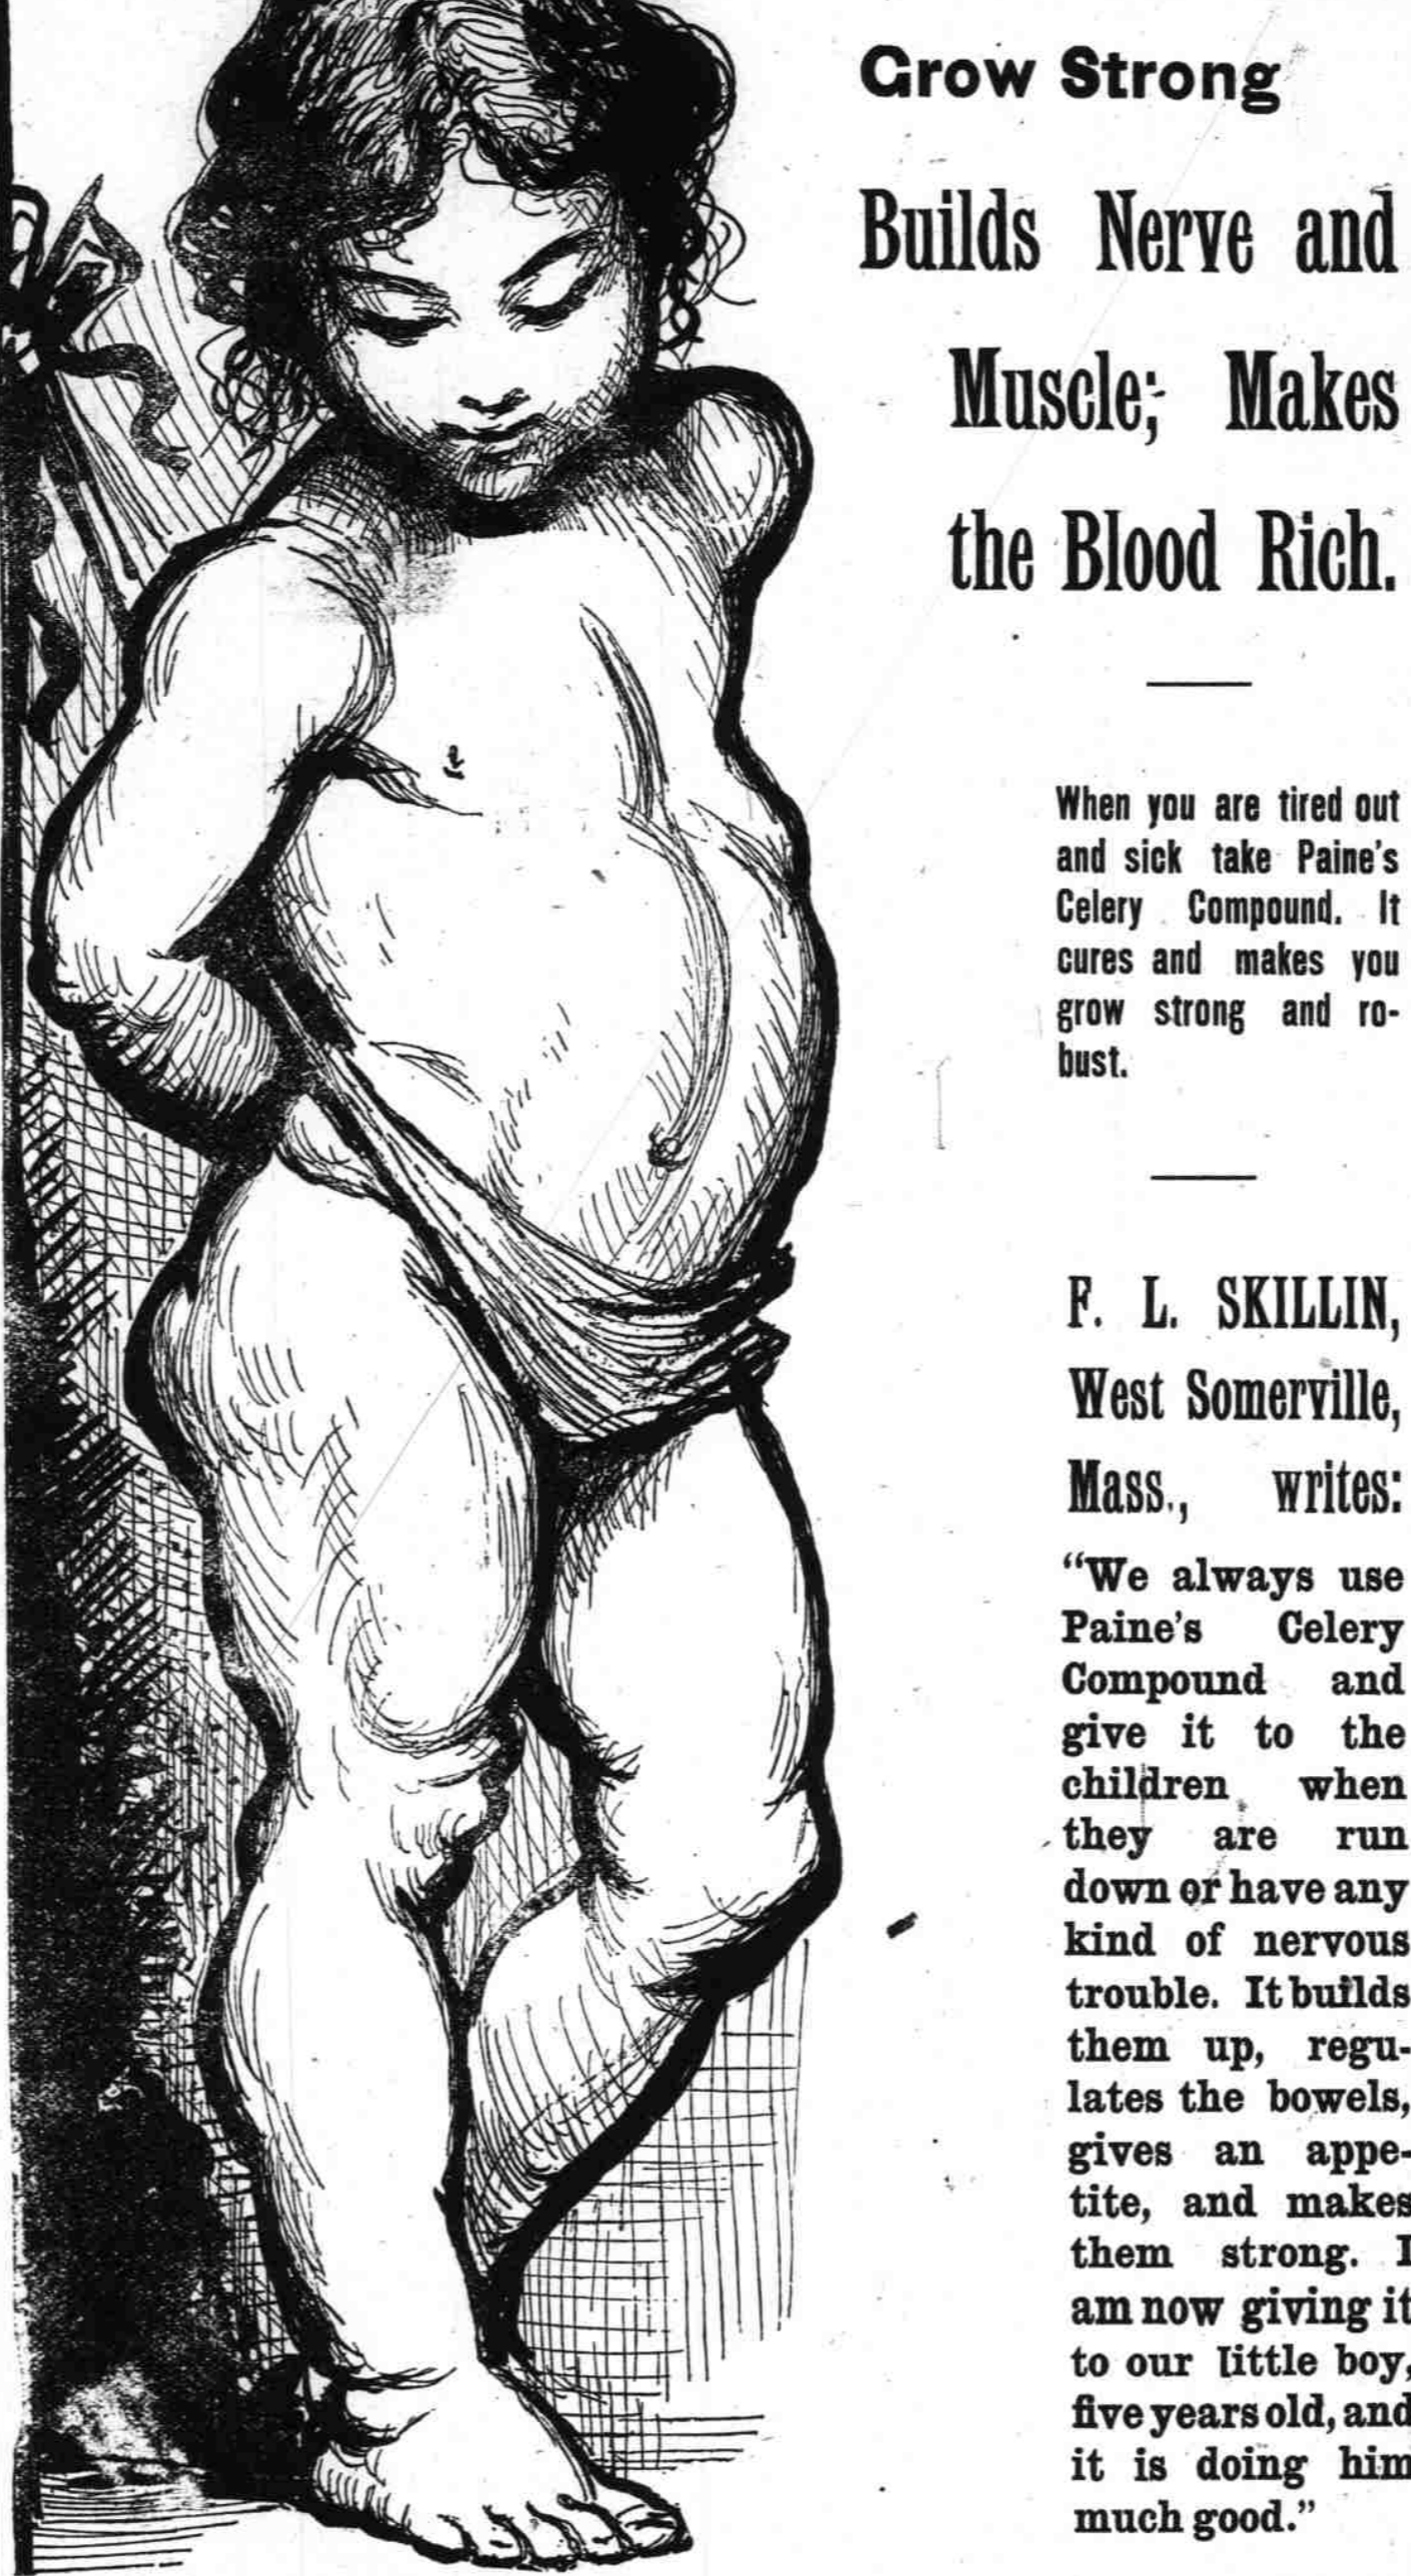 Grow Strong
Builds Nerve and
Muscle; Makes
the Blood Rich.
When you are tired out
and sick take Paine's
Celery Compound. It
cures and makes you
grow strong and ro-
bust.
F. L. SKILLIN,
West Somerville,
Mass., writes:
“We always use
Paine's Celery
Compound and
give it to the
children when
they are run
down or have any
kind of nervous
trouble. It builds
them up, regu-
lates the bowels,
gives an appe-
tite, and makes
them strong. I
am now giving it
to our little boy,
five years old, and
it is doing him
much good.”